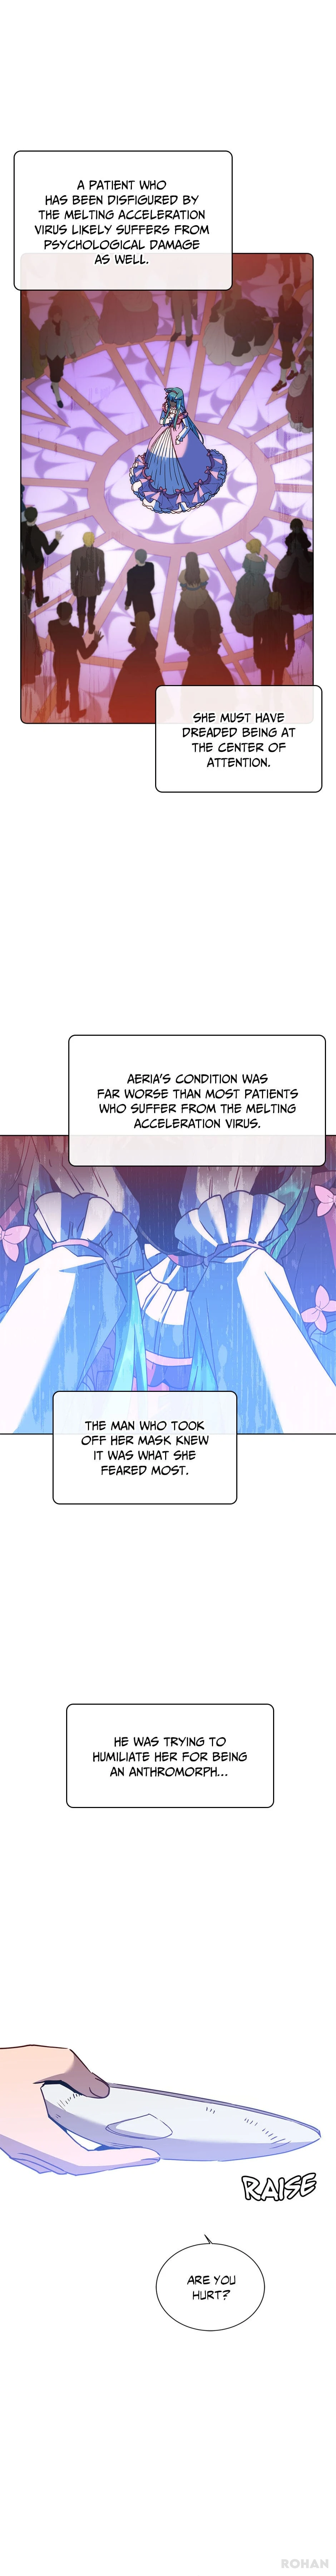 A PATIENT WHO
HAS BEEN DISFIGURED BY
THE MELTING ACCELERATION
VIRUS LIKELY SUFFERS FROM
PSYCHOLOGICAL DAMAGE
AS WELL.
SHE MUST HAVE
DREADED BEING AT
THE CENTER OF
ATTENTION.
AERIA'S CONDITION WAS
FAR WORSE THAN MOST PATIENTS
WHO SUFFER FROM THE MELTING
ACCELERATION VIRUS.
THE MAN WHO TOOK
OFF HER MASK KNEW
IT WAS WHAT SHE
FEARED MOST.
HE WAS TRYING TO
HUMILIATE HER FOR BEING
AN ANTHROMORPH...
RAISE
ARE YOU
HURT?
ROHAN